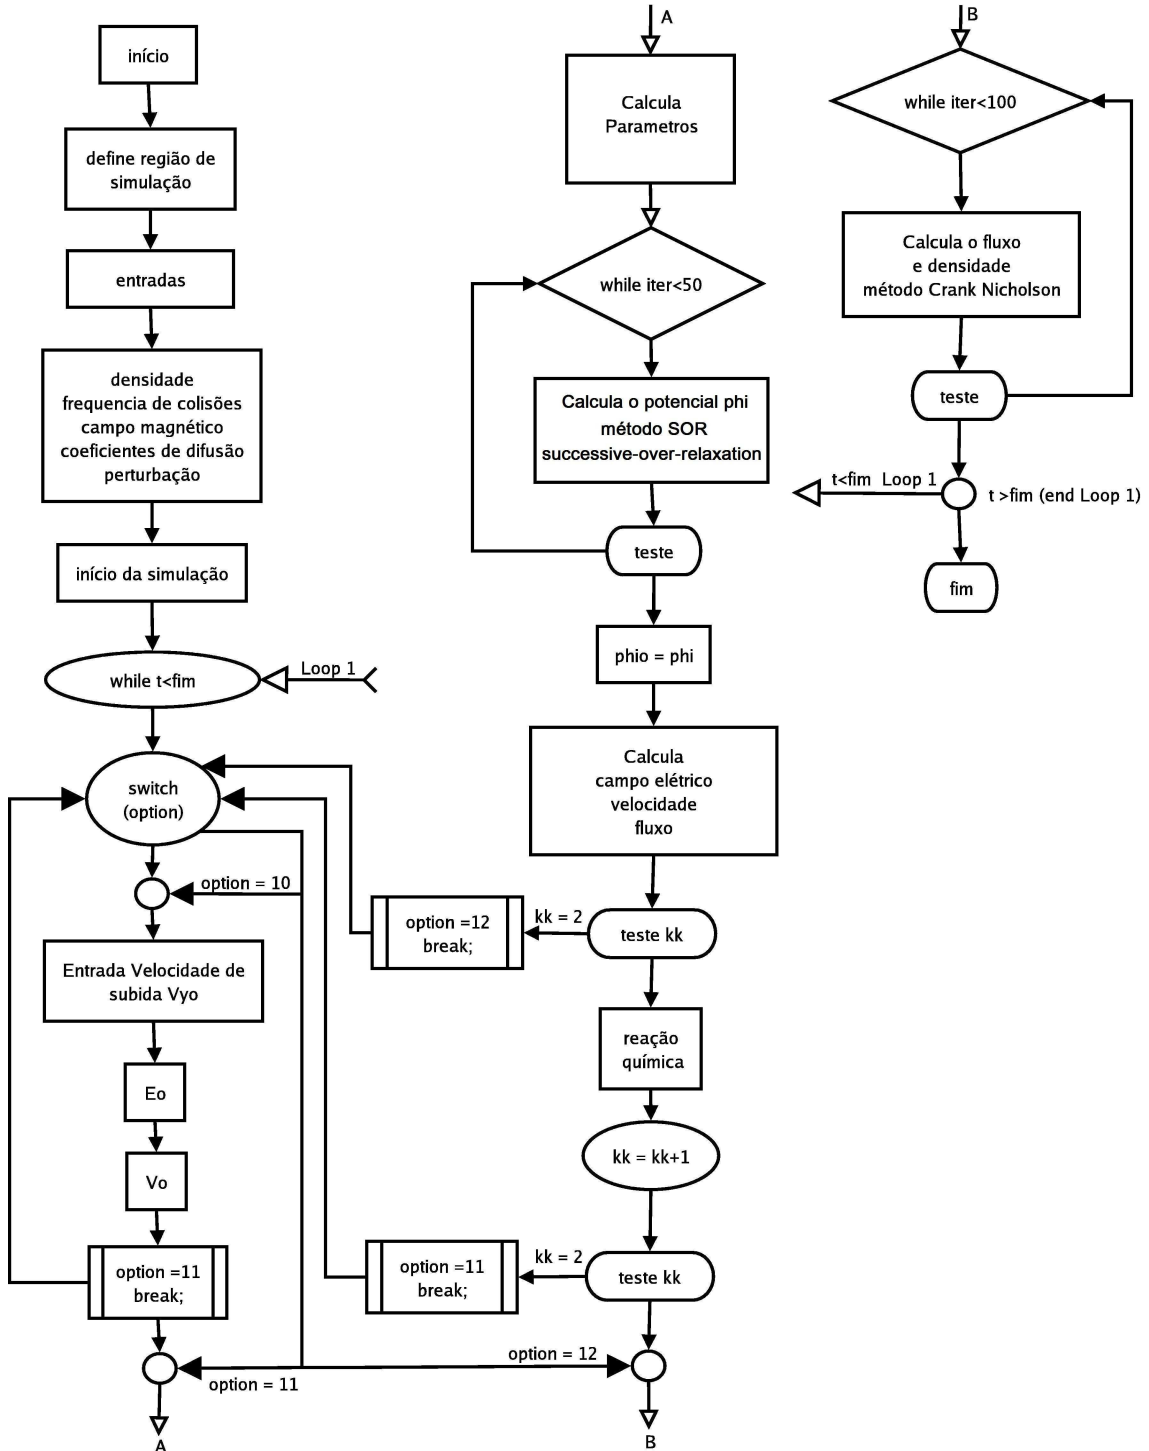 início
define região de
simulação
entradas
densidade
frequencia de colisões
campo magnético
coeficientes de difusão
perturbação
início da simulação
while t<fim
Loop 1
switch
(option)
option = 10
Entrada Velocidade de
subida Vyo
Eo
Vo
option =11
break;
option = 11
A
A
Calcula
Parametros
while iter<50
Calcula o potencial phi
método SOR
successive-over-relaxation
teste
phio = phi
Calcula
campo elétrico
velocidade
fluxo
teste kk
kk = 2
option =12
break;
reação
química
kk = kk+1
teste kk
kk = 2
option =11
break;
option = 12
B
B
while iter<100
Calcula o fluxo
e densidade
método Crank Nicholson
teste
t<fim Loop 1
t >fim (end Loop 1)
fim